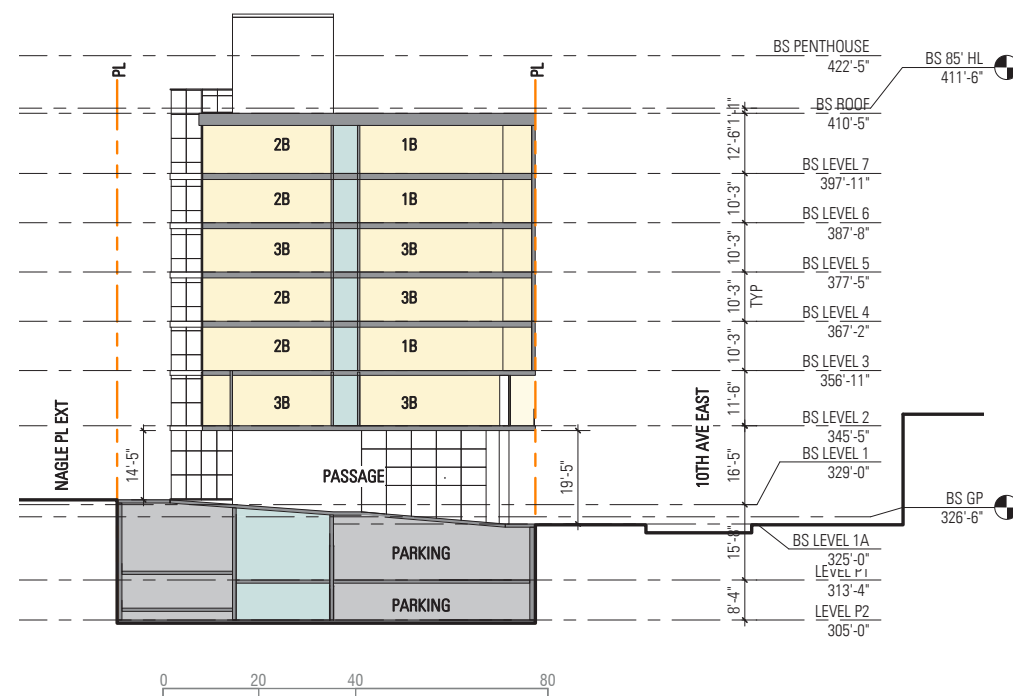 BS PENTHOUSE
422'-5"
BS 85' HL
411'-6"
PL
PL
BS ROOF
410'-5"
1'-1"
12'-6"
2B
1B
BS LEVEL 7
397'-11"
10'-3"
2B
1B
BS LEVEL 6
387'-8"
10'-3"
3B
3B
BS LEVEL 5
377'-5"
10'-3"
TYP
2B
3B
BS LEVEL 4
367'-2"
10'-3"
2B
1B
BS LEVEL 3
356'-11"
11'-6"
3B
3B
BS LEVEL 2
345'-5"
NAGLE PL EXT
14'-5"
PASSAGE
19'-5"
10TH AVE EAST
16'-5"
BS LEVEL 1
329'-0"
BS GP
326'-6"
15'-8"
BS LEVEL 1A
325'-0"
PARKING
LEVEL P1
313'-4"
8'-4"
PARKING
LEVEL P2
305'-0"
0 20 40 80